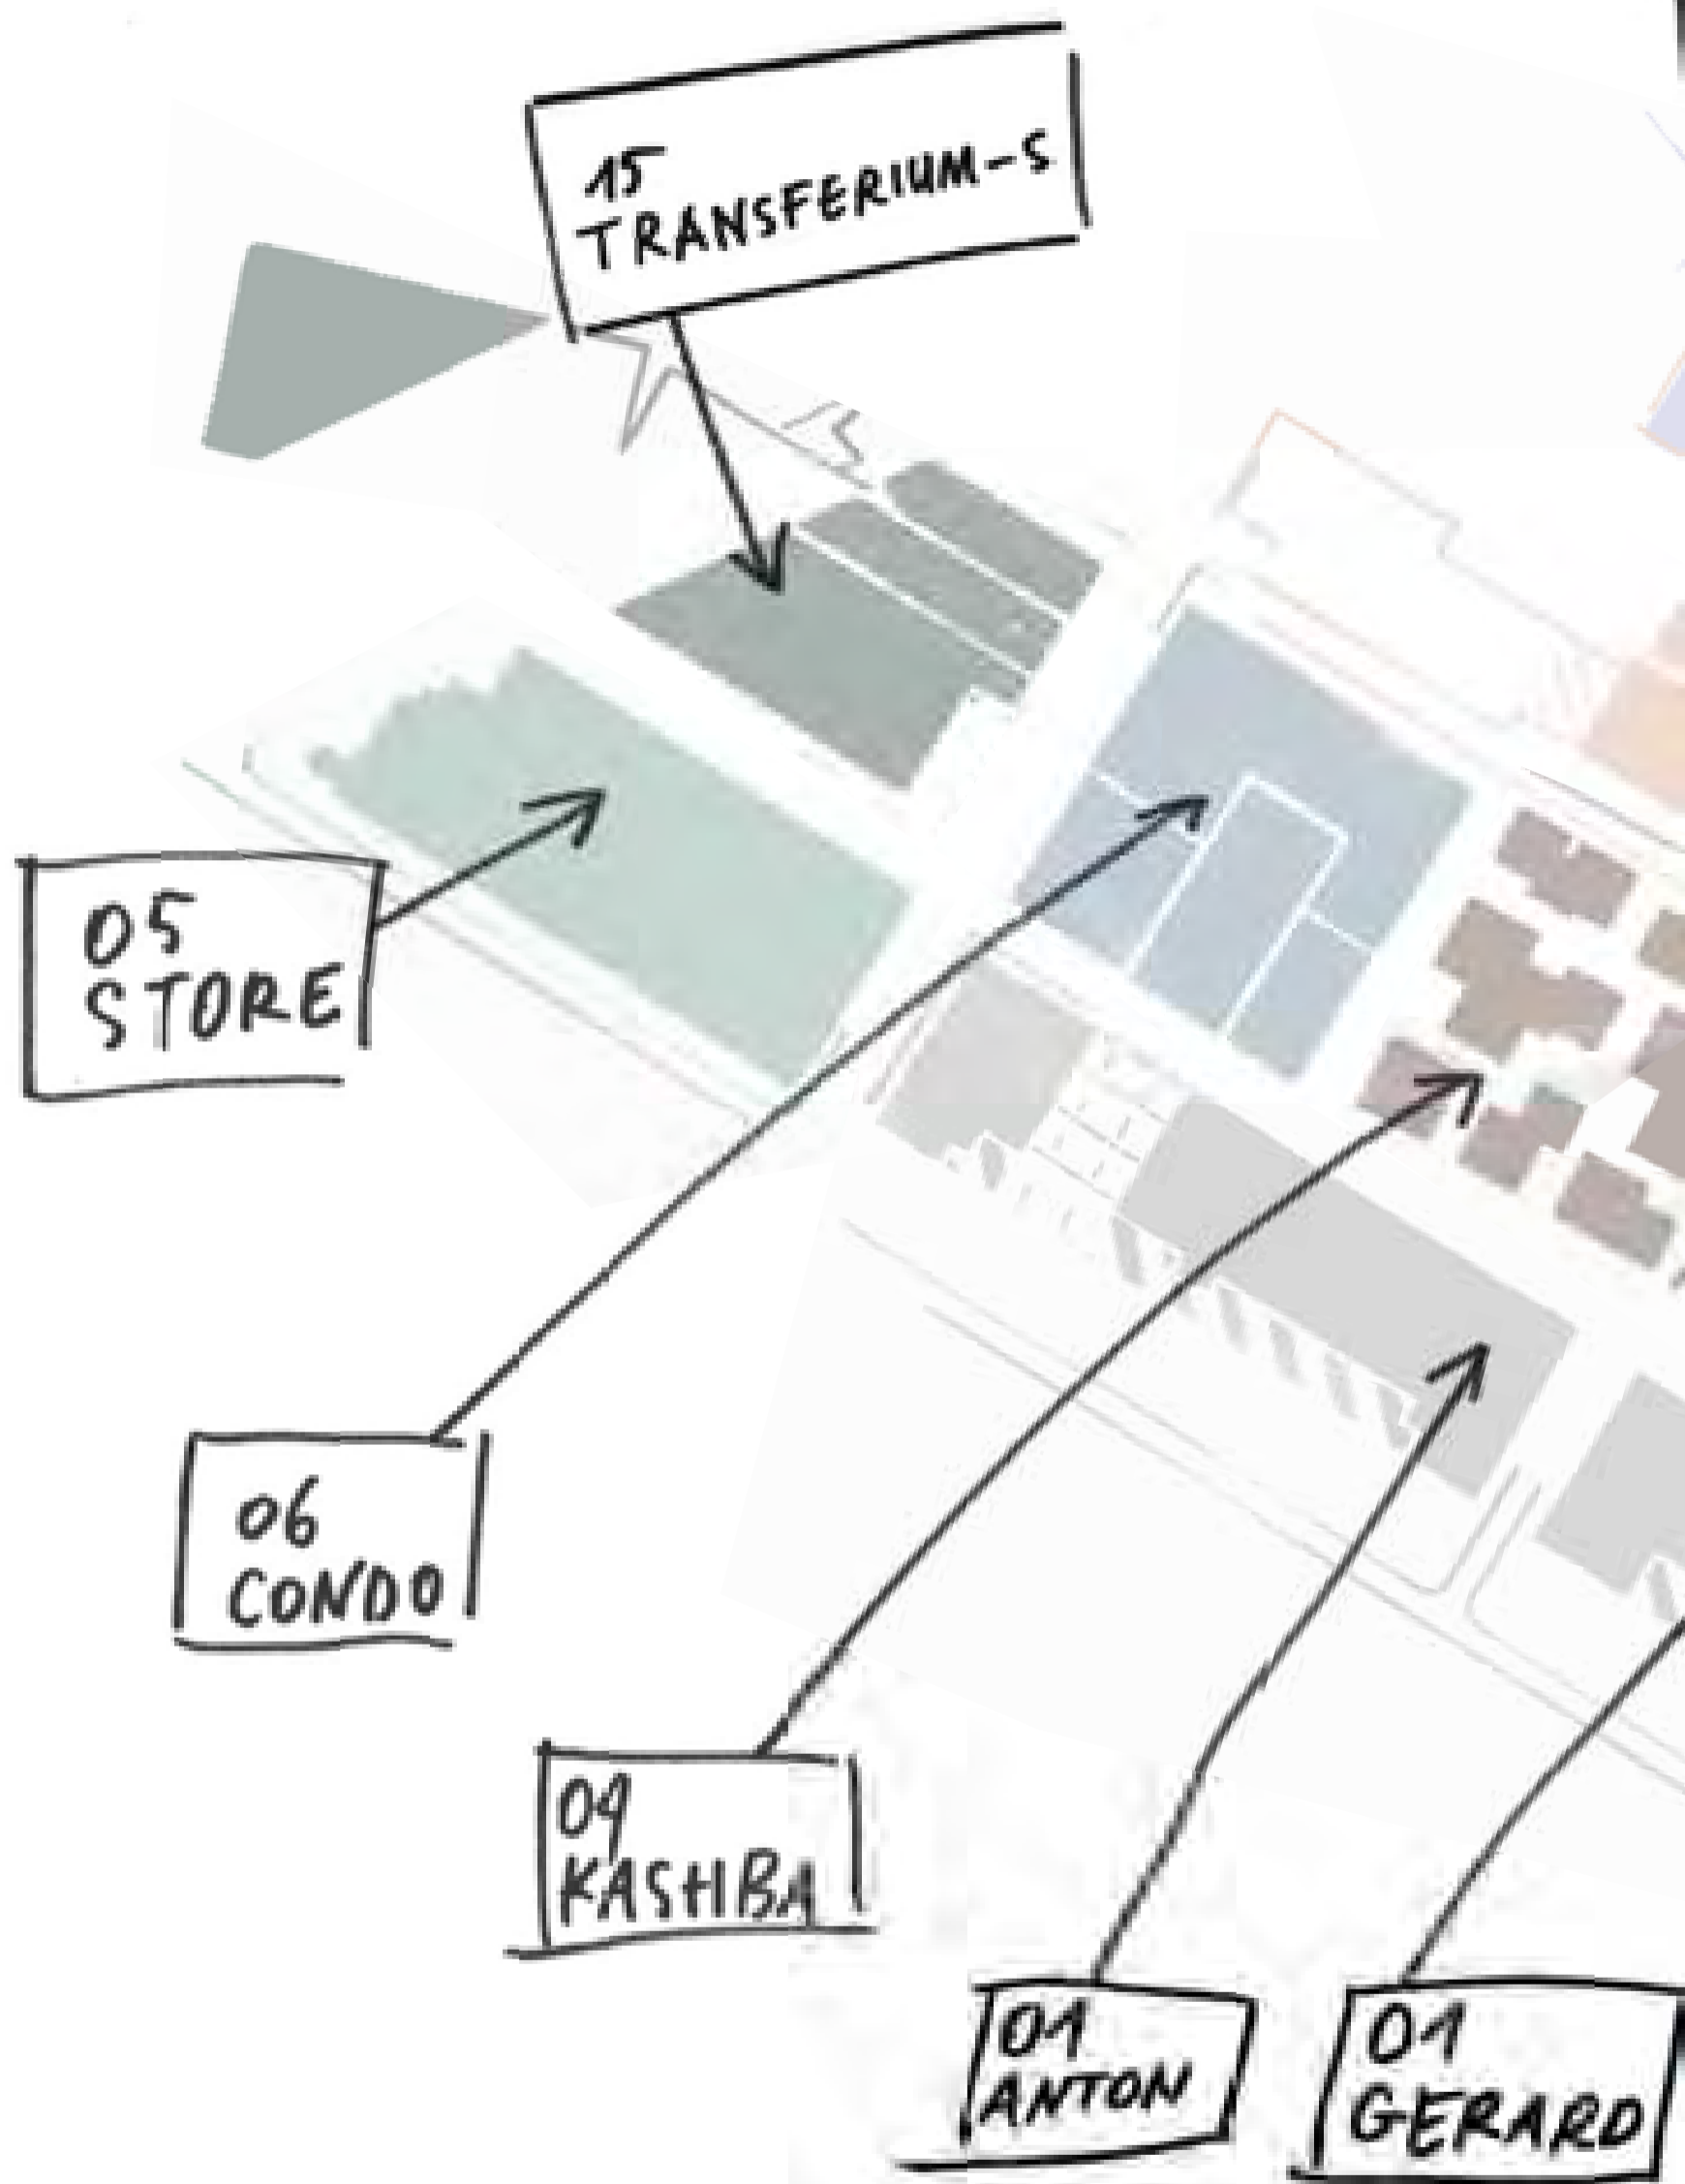 15
TRANSFERIUM-S
05
STORE
06
CONDO
09
KASHBA
01
ANTON
01
GERARD